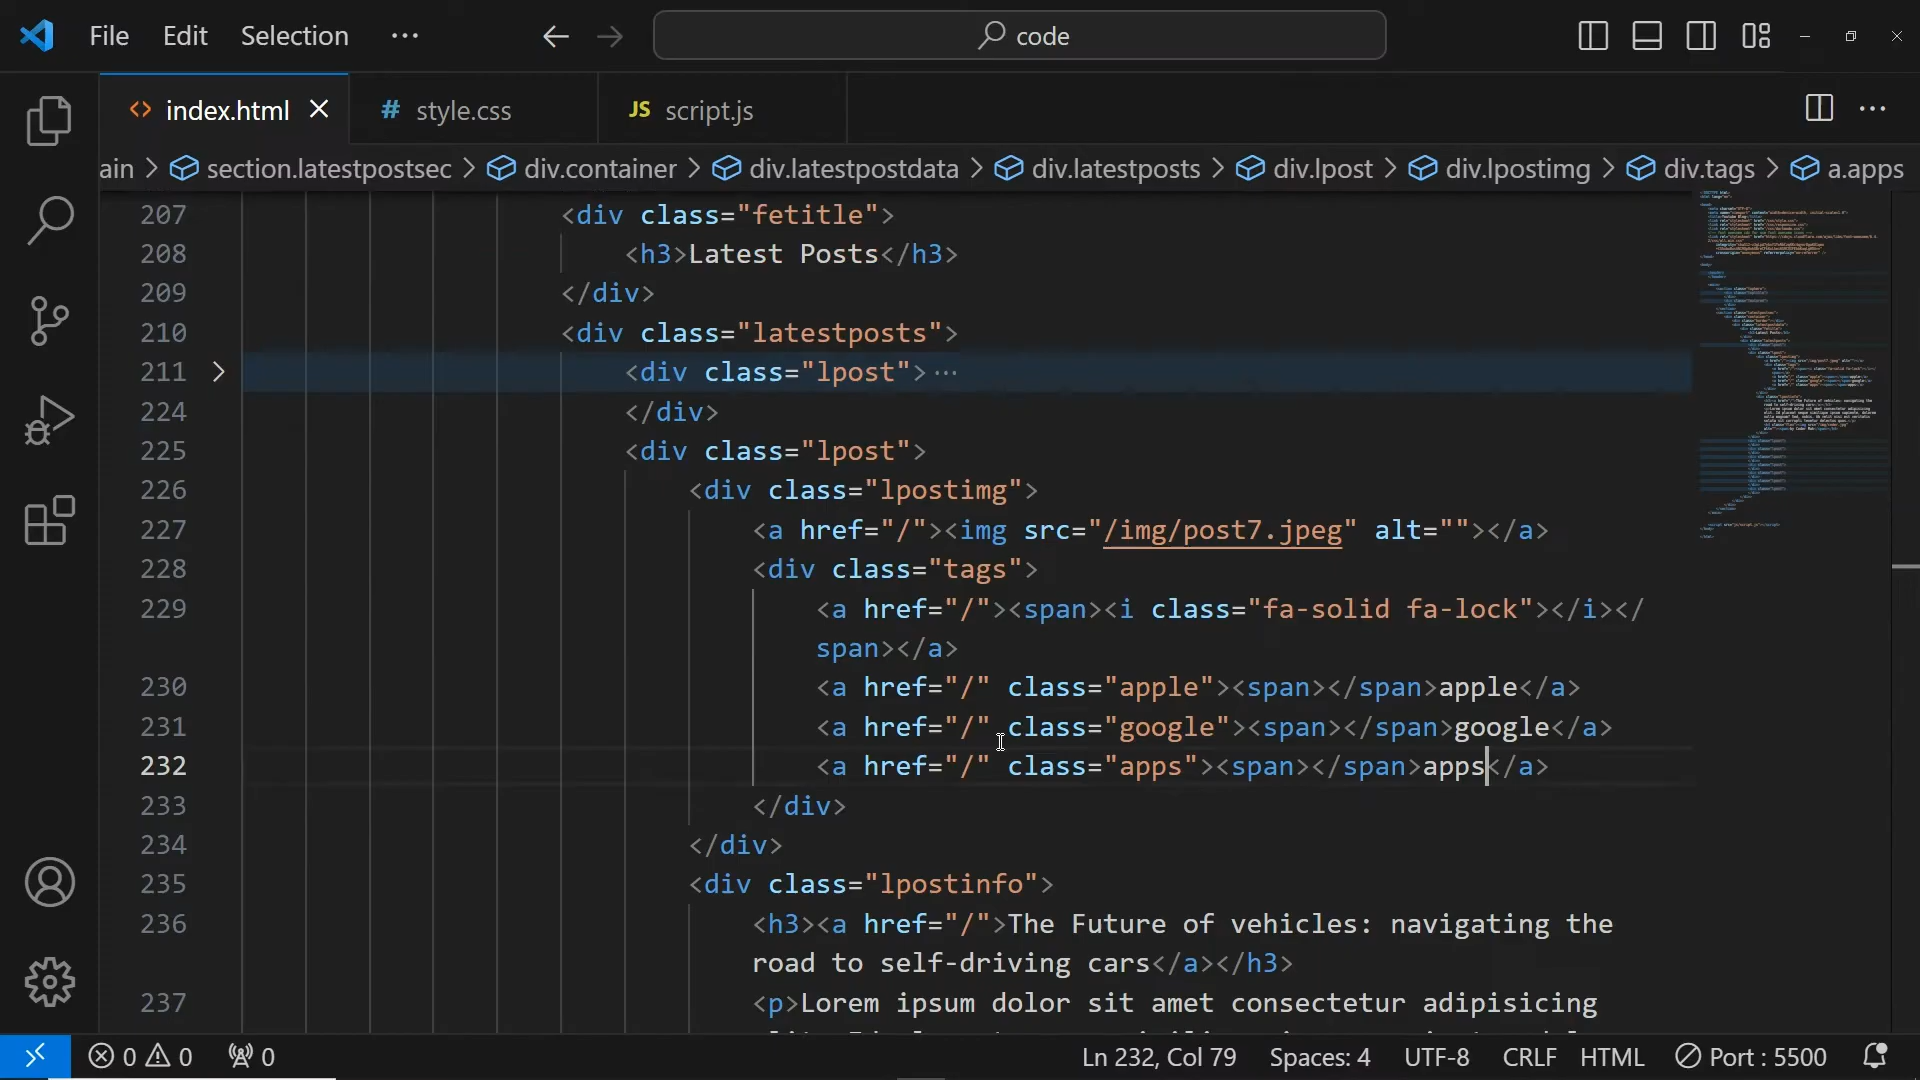 File Edit Selection ··· code
index.html # style.css JS script.js
ain > section.latestpostsec > div.container > div.latestpostdata > div.latestposts > div.lpost > div.lpostimg > div.tags > a.apps
207 <div class="fetitle">
208 <h3>Latest Posts</h3>
209 </div>
210 <div class="latestposts">
211 <div class="lpost">···
224 </div>
225 <div class="lpost">
226 <div class="lpostimg">
227 <a href="/"><img src="/img/post7.jpeg" alt=""></a>
228 <div class="tags">
229 <a href="/"><span><i class="fa-solid fa-lock"></i></
span></a>
230 <a href="/" class="apple"><span></span>apple</a>
231 <a href="/" class="google"><span></span>google</a>
232 <a href="/" class="apps"><span></span>apps</a>
233 </div>
234 </div>
235 <div class="lpostinfo">
236 <h3><a href="/">The Future of vehicles: navigating the
road to self-driving cars</a></h3>
237 <p>Lorem ipsum dolor sit amet consectetur adipisicing
0 0 0 Ln 232, Col 79 Spaces: 4 UTF-8 CRLF HTML Port : 5500